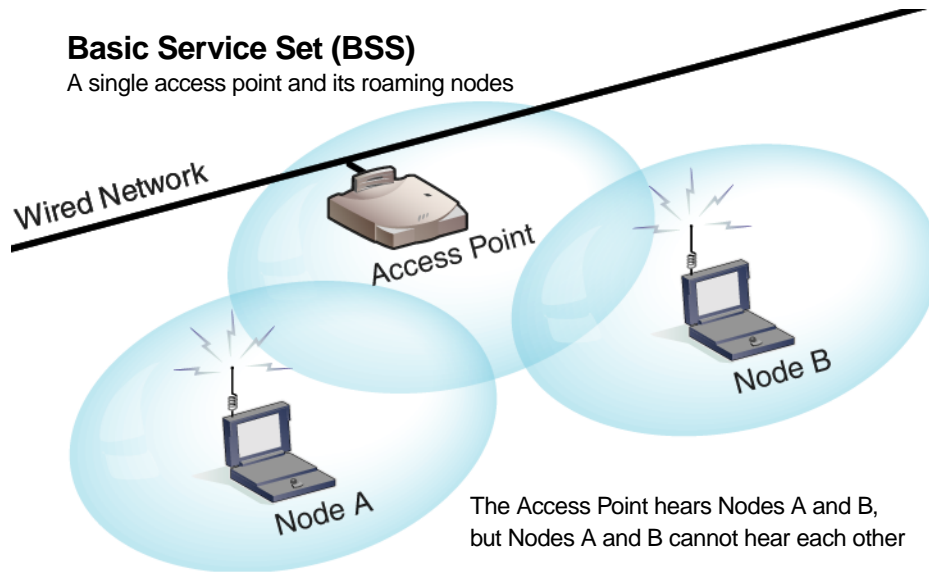 Basic Service Set (BSS)
A single access point and its roaming nodes
Wired Network
Access Point
Node B
Node A
The Access Point hears Nodes A and B,
but Nodes A and B cannot hear each other